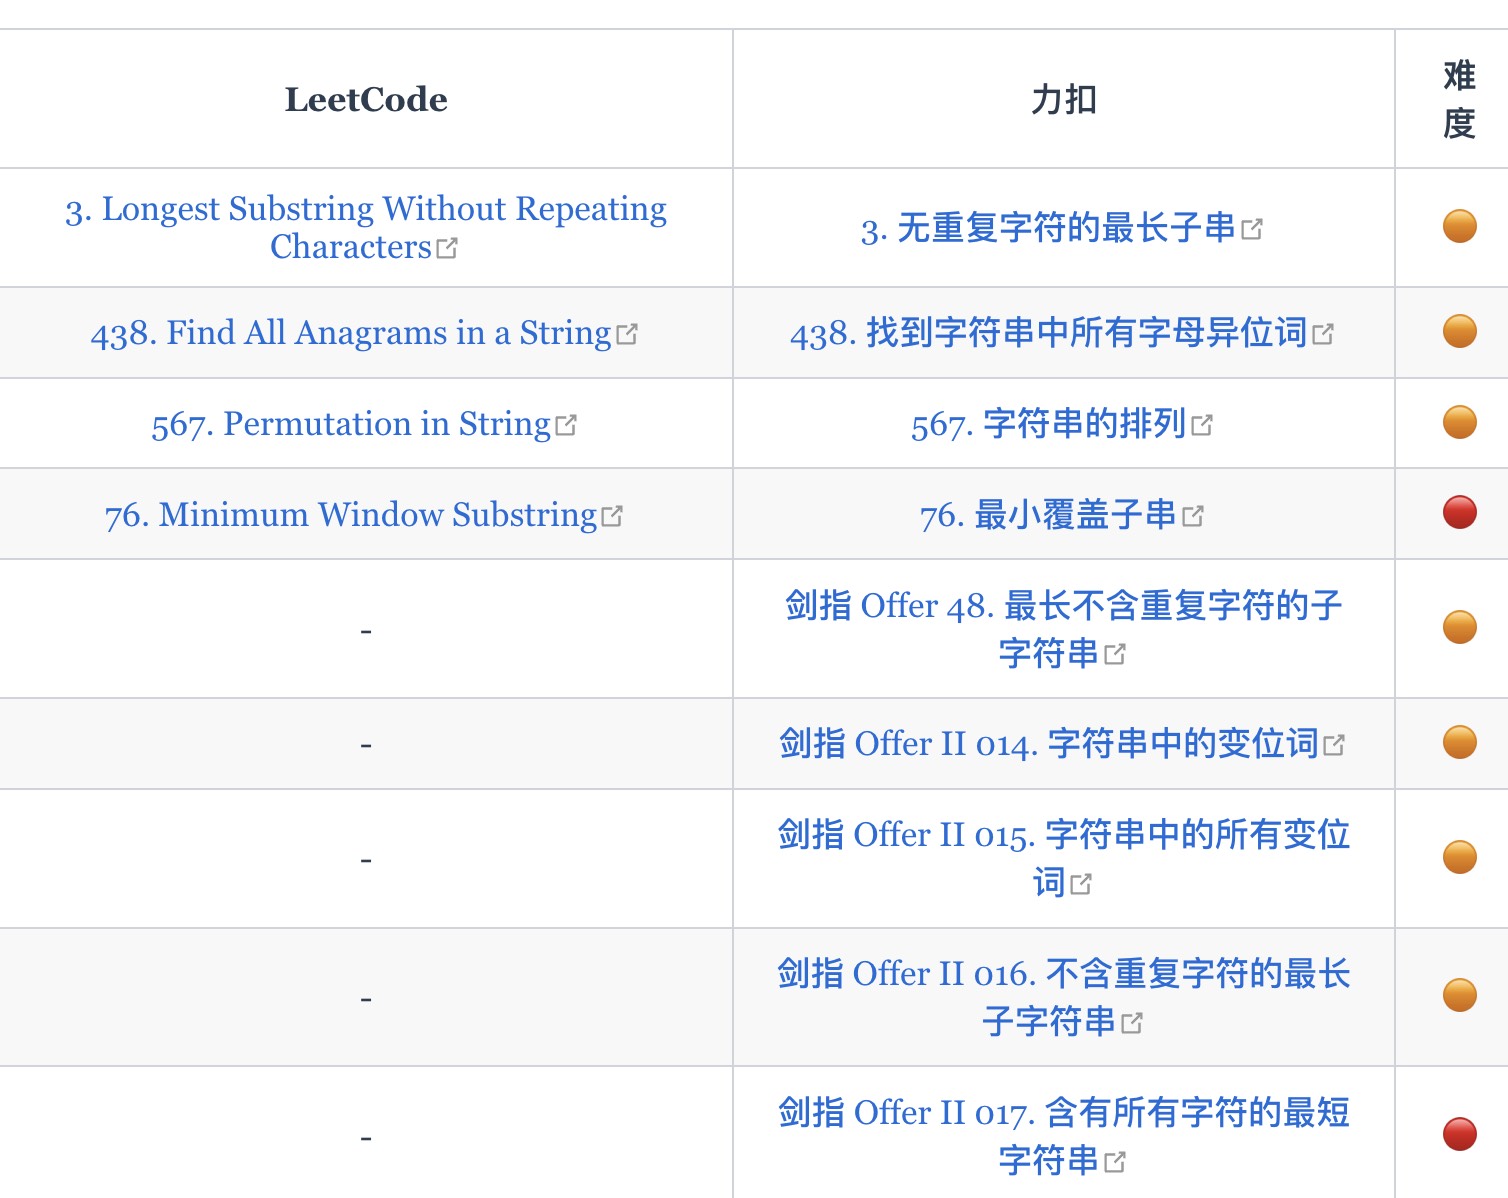 LeetCode
力扣
难
度
3. Longest Substring Without Repeating
Characters
3. 无重复字符的最长子串
438. Find All Anagrams in a String
438. 找到字符串中所有字母异位词
567. Permutation in String
567. 字符串的排列
76. Minimum Window Substring
76. 最小覆盖子串
-
剑指 Offer 48. 最长不含重复字符的子
字符串
-
剑指 Offer II 014. 字符串中的变位词
-
剑指 Offer II 015. 字符串中的所有变位
词
-
剑指 Offer II 016. 不含重复字符的最长
子字符串
-
剑指 Offer II 017. 含有所有字符的最短
字符串